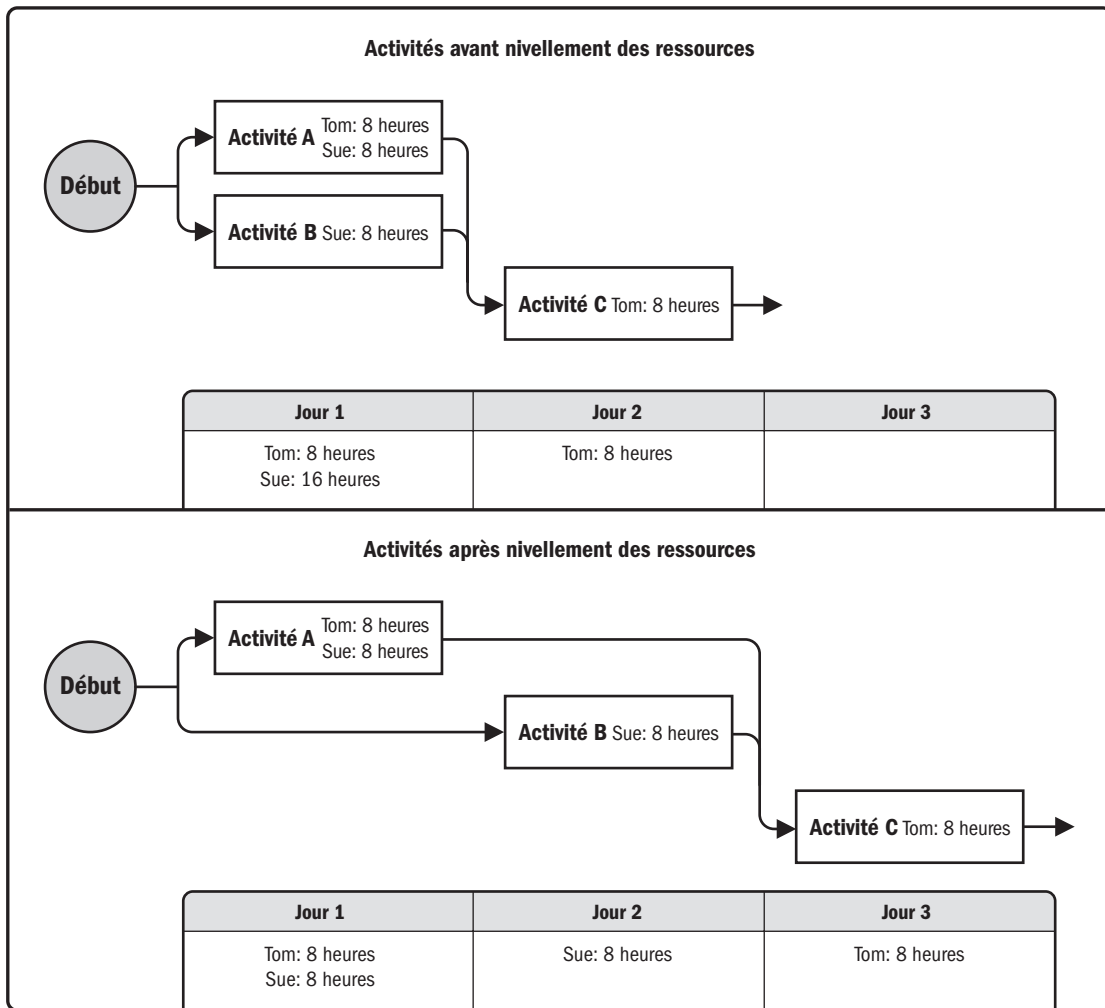 Activités avant nivellement des ressources
Activité A Tom: 8 heures
Sue: 8 heures
Début
Activité B Sue: 8 heures
Activité C Tom: 8 heures
Jour 1 Jour 2 Jour 3
Tom: 8 heures Tom: 8 heures
Sue: 16 heures
Activités après nivellement des ressources
Activité A Tom: 8 heures
Sue: 8 heures
Début
Activité B Sue: 8 heures
Activité C Tom: 8 heures
Jour 1 Jour 2 Jour 3
Tom: 8 heures Sue: 8 heures Tom: 8 heures
Sue: 8 heures